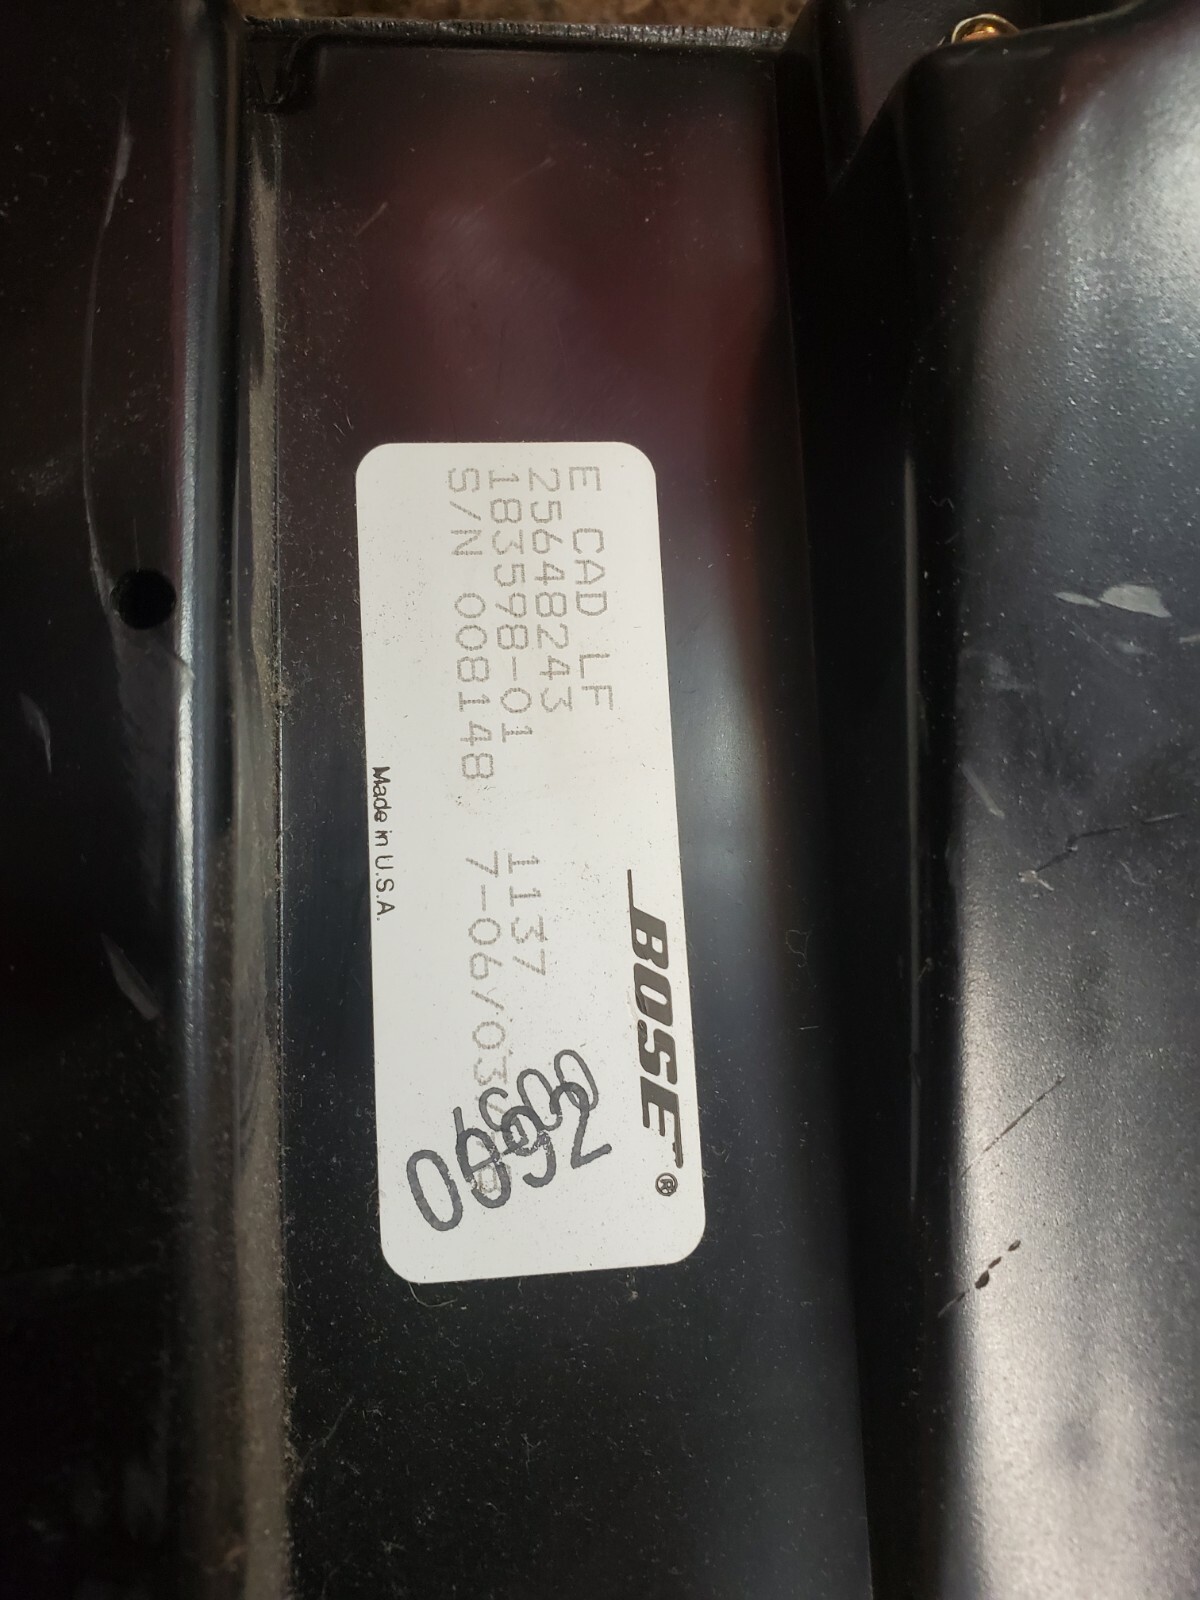 BOSE®
E CAD LF
25648243
183598-01 1137
S/N 008148 7-06/03
Made in U.S.A.